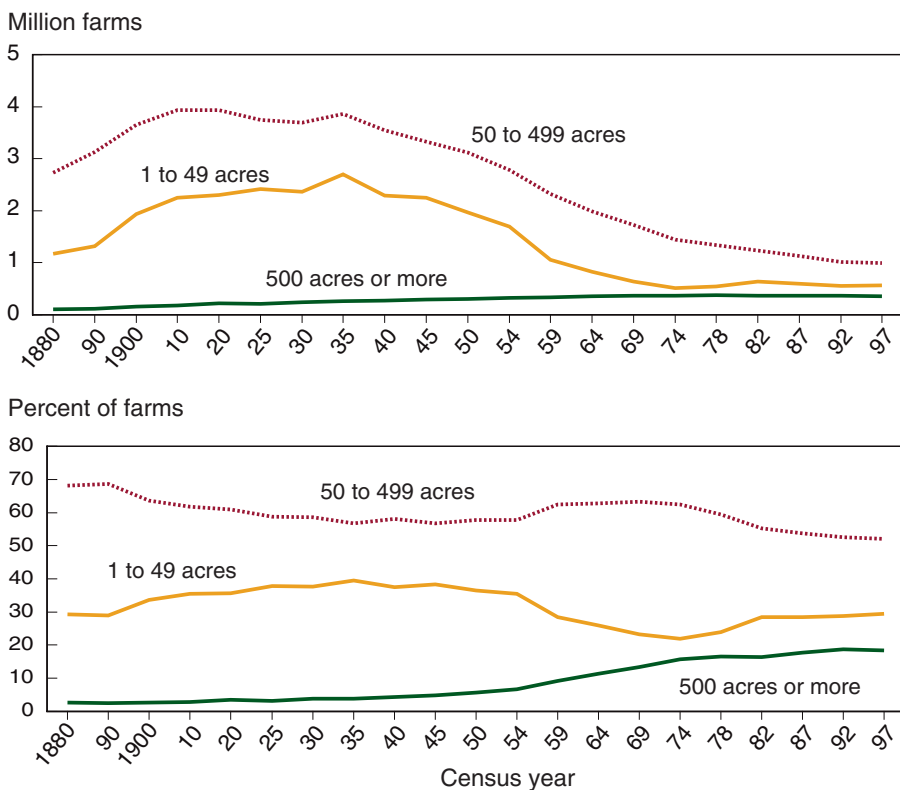 Million farms
5
4
3
2
1
0
50 to 499 acres
1 to 49 acres
500 acres or more
1880 90 1900 10 20 25 30 35 40 45 50 54 59 64 69 74 78 82 87 92 97
Percent of farms
80
70
60
50
40
30
20
10
0
50 to 499 acres
1 to 49 acres
500 acres or more
1880 90 1900 10 20 25 30 35 40 45 50 54 59 64 69 74 78 82 87 92 97
Census year